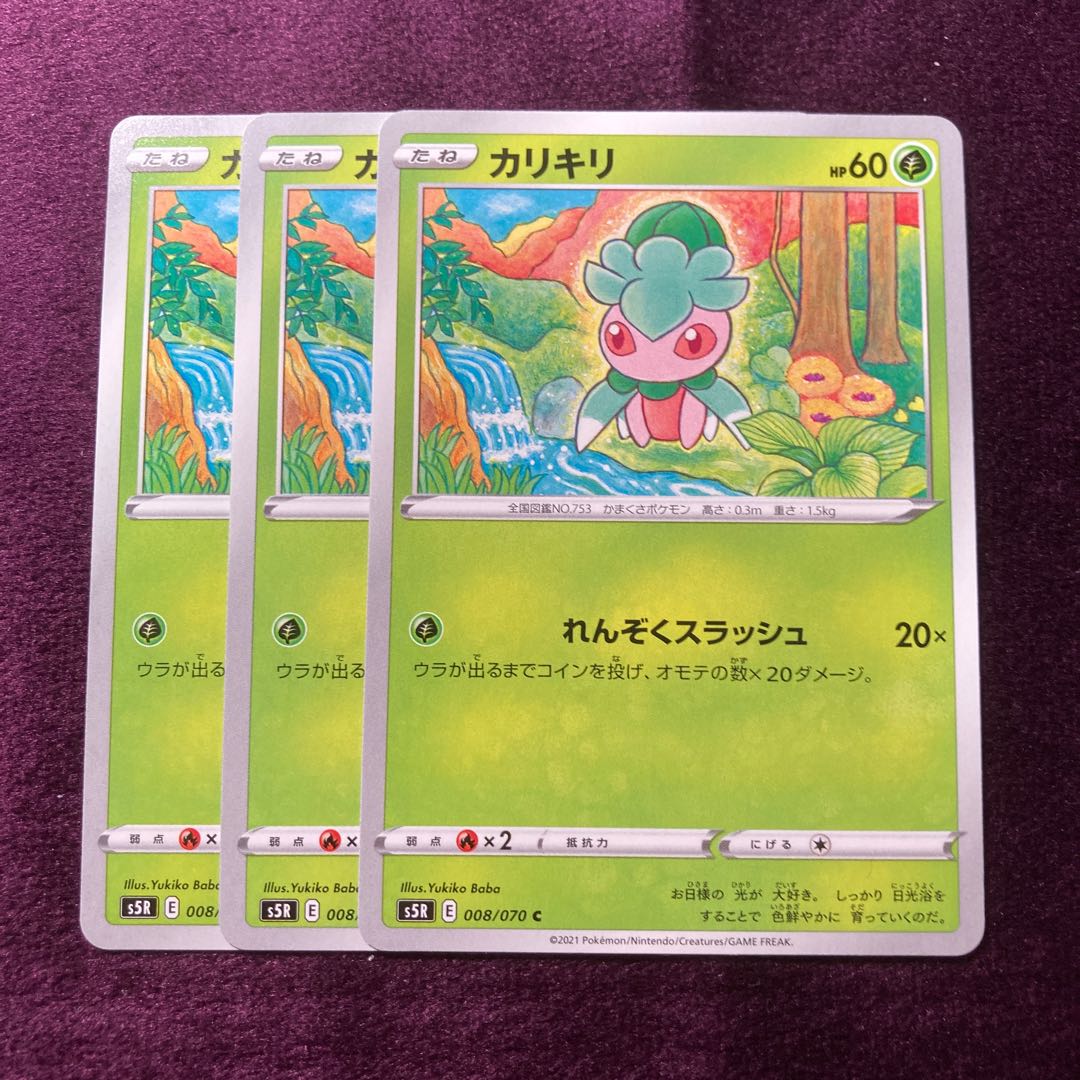 たね カ
たね カ
たね カリキリ HP60
全国図鑑NO.753 かまくさポケモン 高さ:0.3m 重さ:1.5kg
ウラが出る
ウラが出る
れんぞくスラッシュ 20×
ウラが出るまでコインを投げ、オモテの数×20ダメージ。
弱点 ×
弱点 ×
弱点 ×2 抵抗力 にげる
Illus.Yukiko Baba
s5R E 008/
Illus.Yukiko Baba
s5R E 008/
Illus.Yukiko Baba
s5R E 008/070 C
お日様の 光が 大好き。 しっかり 日光浴を
することで 色鮮やかに 育っていくのだ。
©2021 Pokémon/Nintendo/Creatures/GAME FREAK.